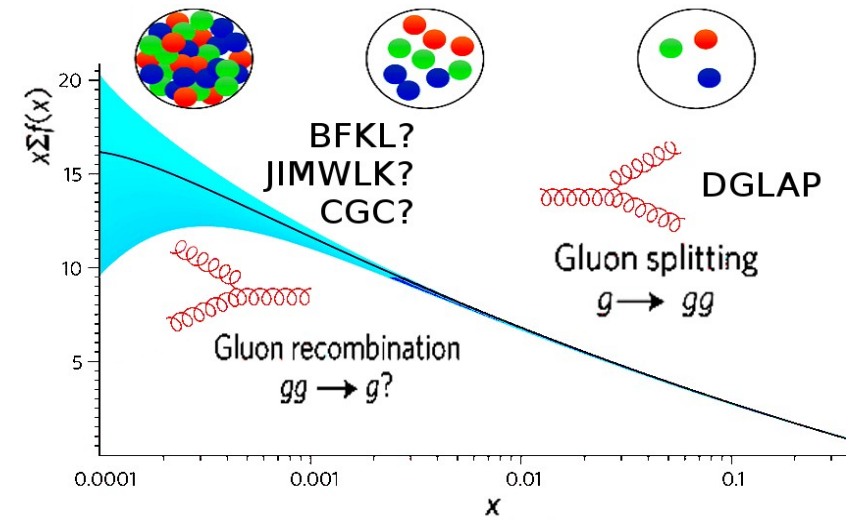 xΣf(x)
20
15
10
5
BFKL?
JIMWLK?
CGC?
DGLAP
Gluon splitting
g → gg
Gluon recombination
gg → g?
0.0001
0.001
0.01
0.1
x